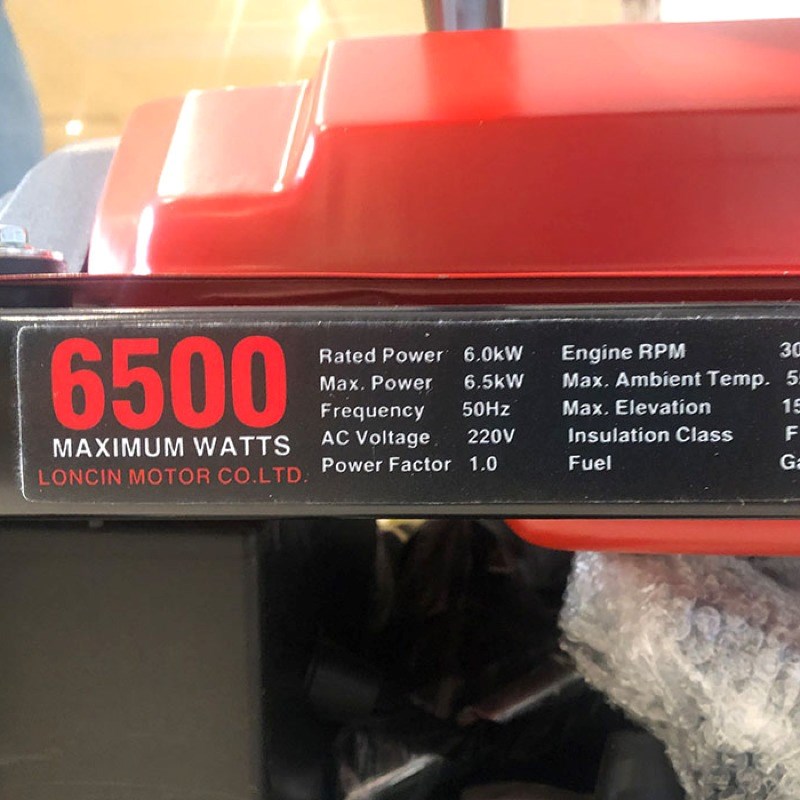 6500
MAXIMUM WATTS
LONCIN MOTOR CO.LTD.
Rated Power 6.0kW
Max. Power 6.5kW
Frequency 50Hz
AC Voltage 220V
Power Factor 1.0
Engine RPM
Max. Ambient Temp.
Max. Elevation
Insulation Class F
Fuel